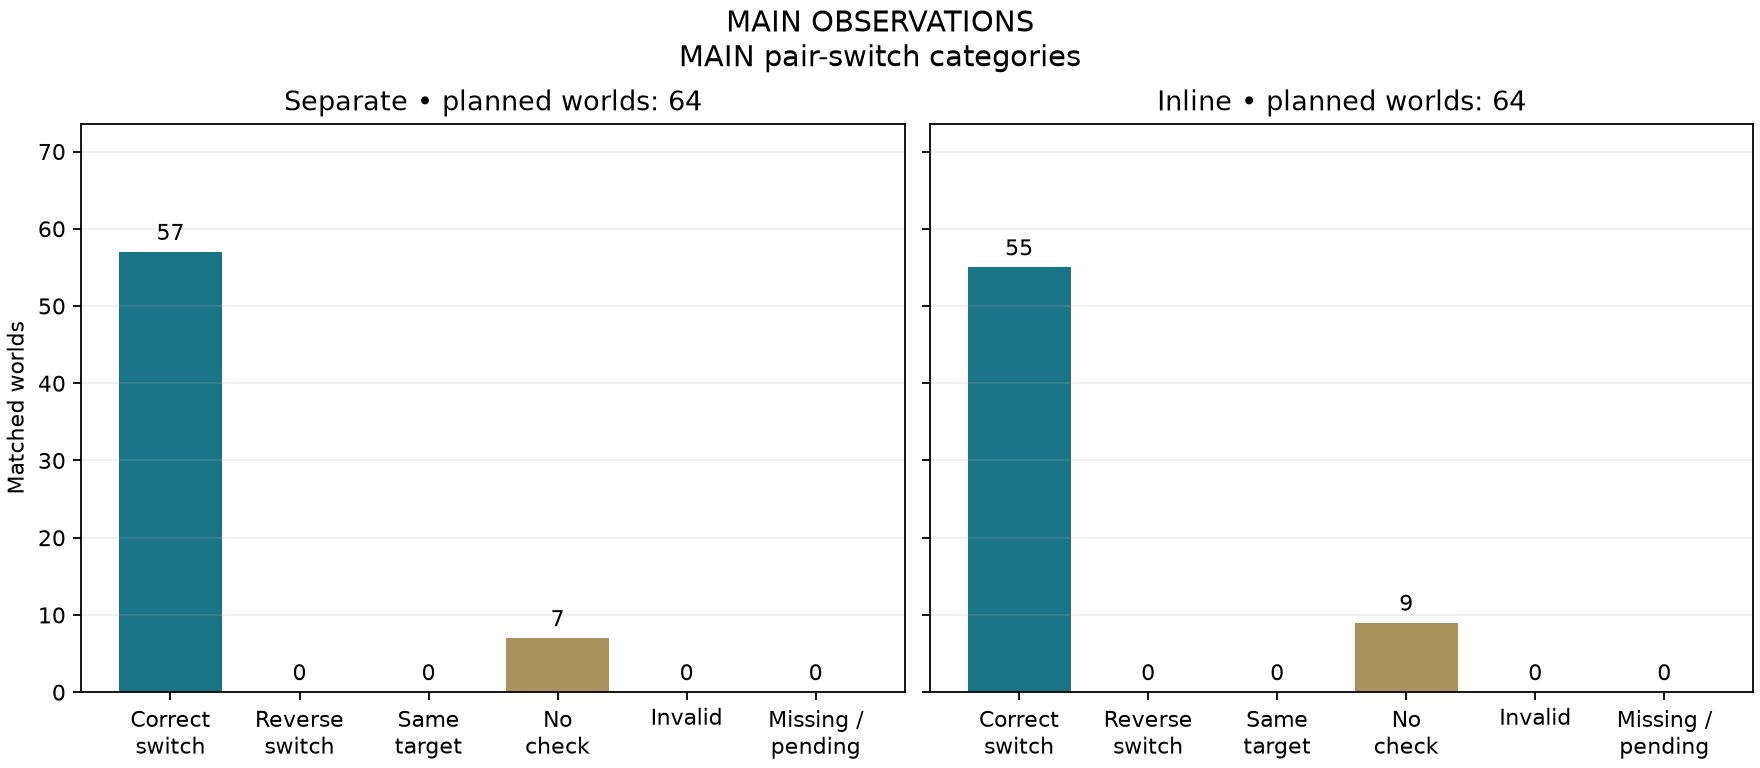 MAIN OBSERVATIONS
MAIN pair-switch categories
Separate • planned worlds: 64
Matched worlds
70
60
50
40
30
20
10
0
57
0
0
7
0
0
Correct switch
Reverse switch
Same target
No check
Invalid
Missing / pending
Inline • planned worlds: 64
55
0
0
9
0
0
Correct switch
Reverse switch
Same target
No check
Invalid
Missing / pending